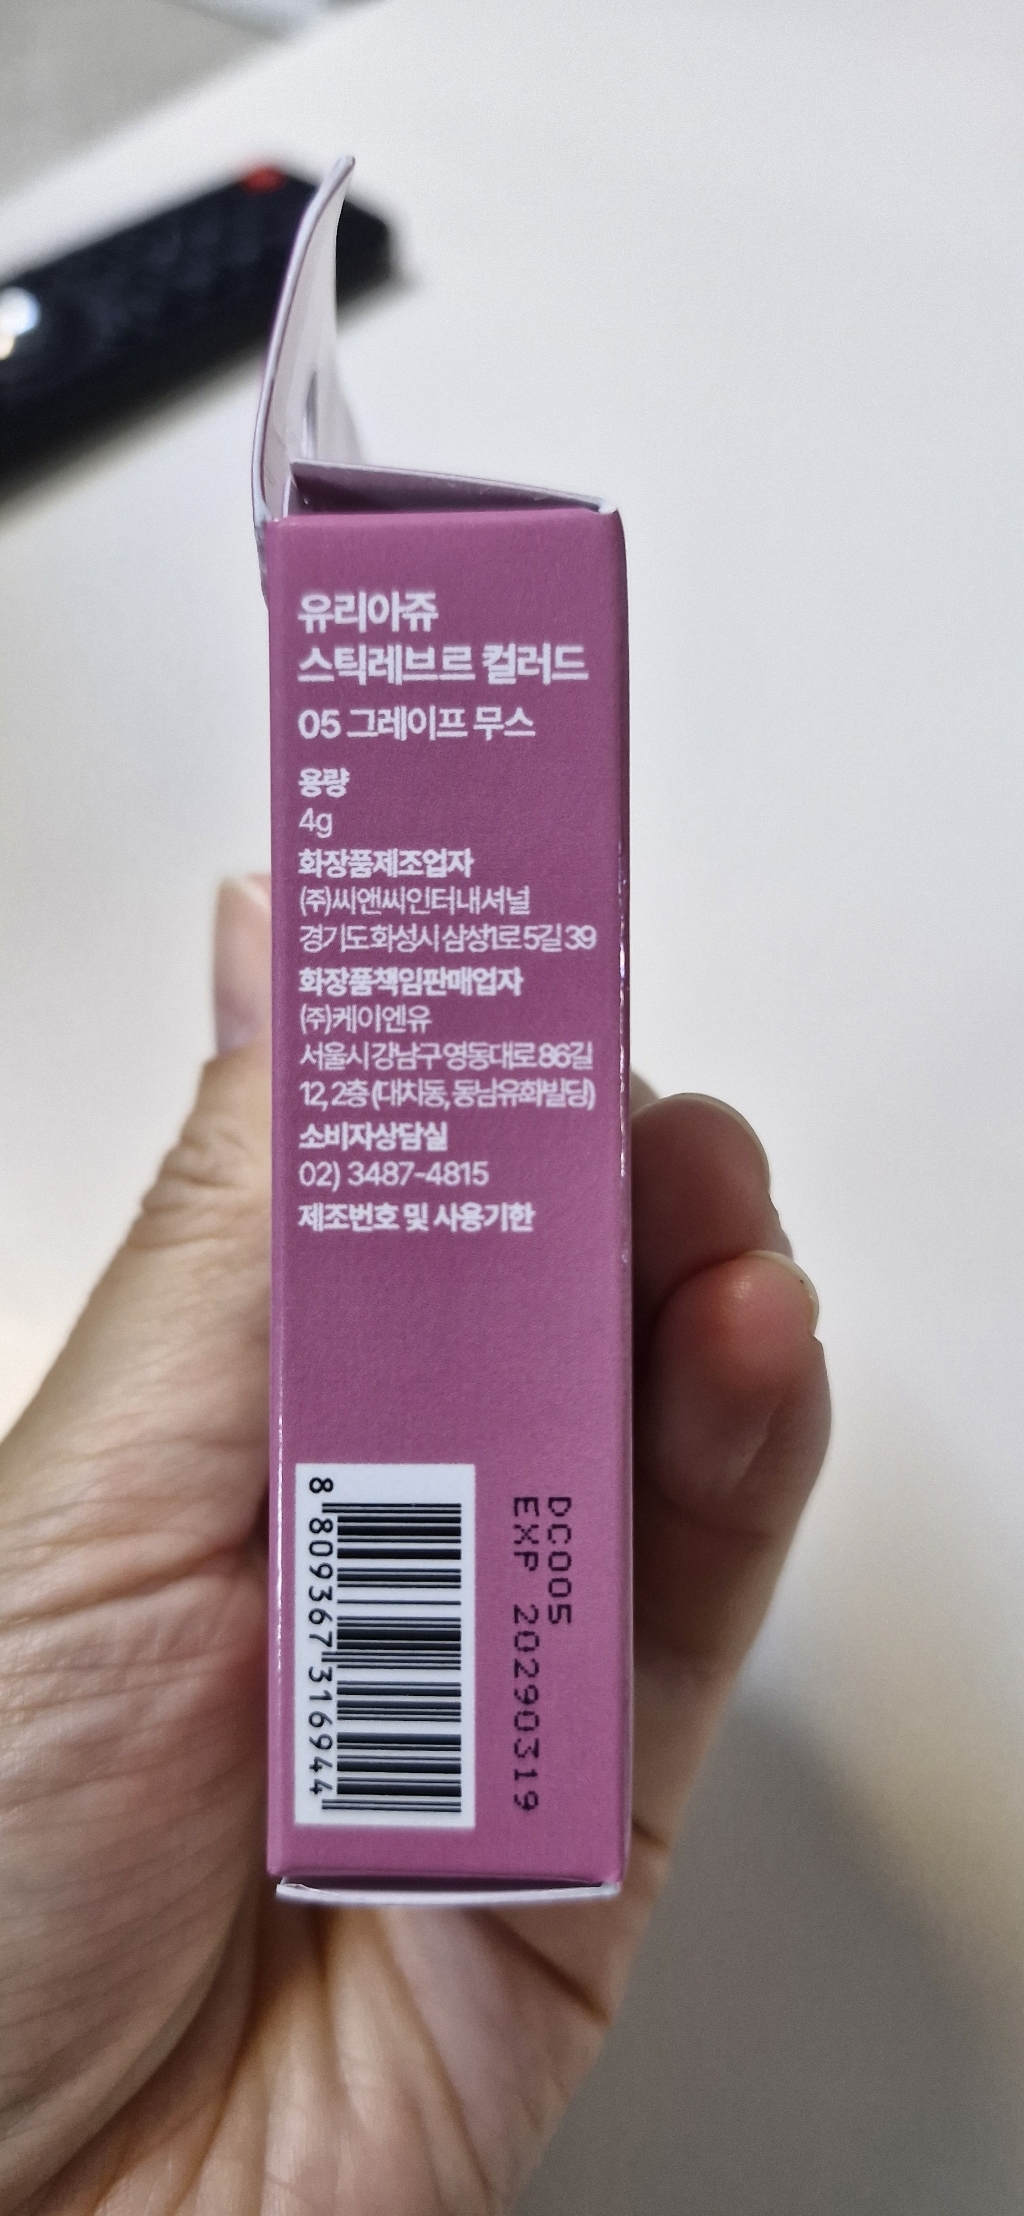 유리아쥬
스틱레브르 컬러드
05 그레이프 무스
용량
4g
화장품제조업자
(주)씨앤씨인터내셔널
경기도 화성시 삼성1로 5길 39
화장품책임판매업자
(주)케이엔유
서울시 강남구 영동대로 86길
12, 2층 (대치동, 동남유화빌딩)
소비자상담실
02) 3487-4815
제조번호 및 사용기한
DC005
EXP 20290319
8 809367 316944